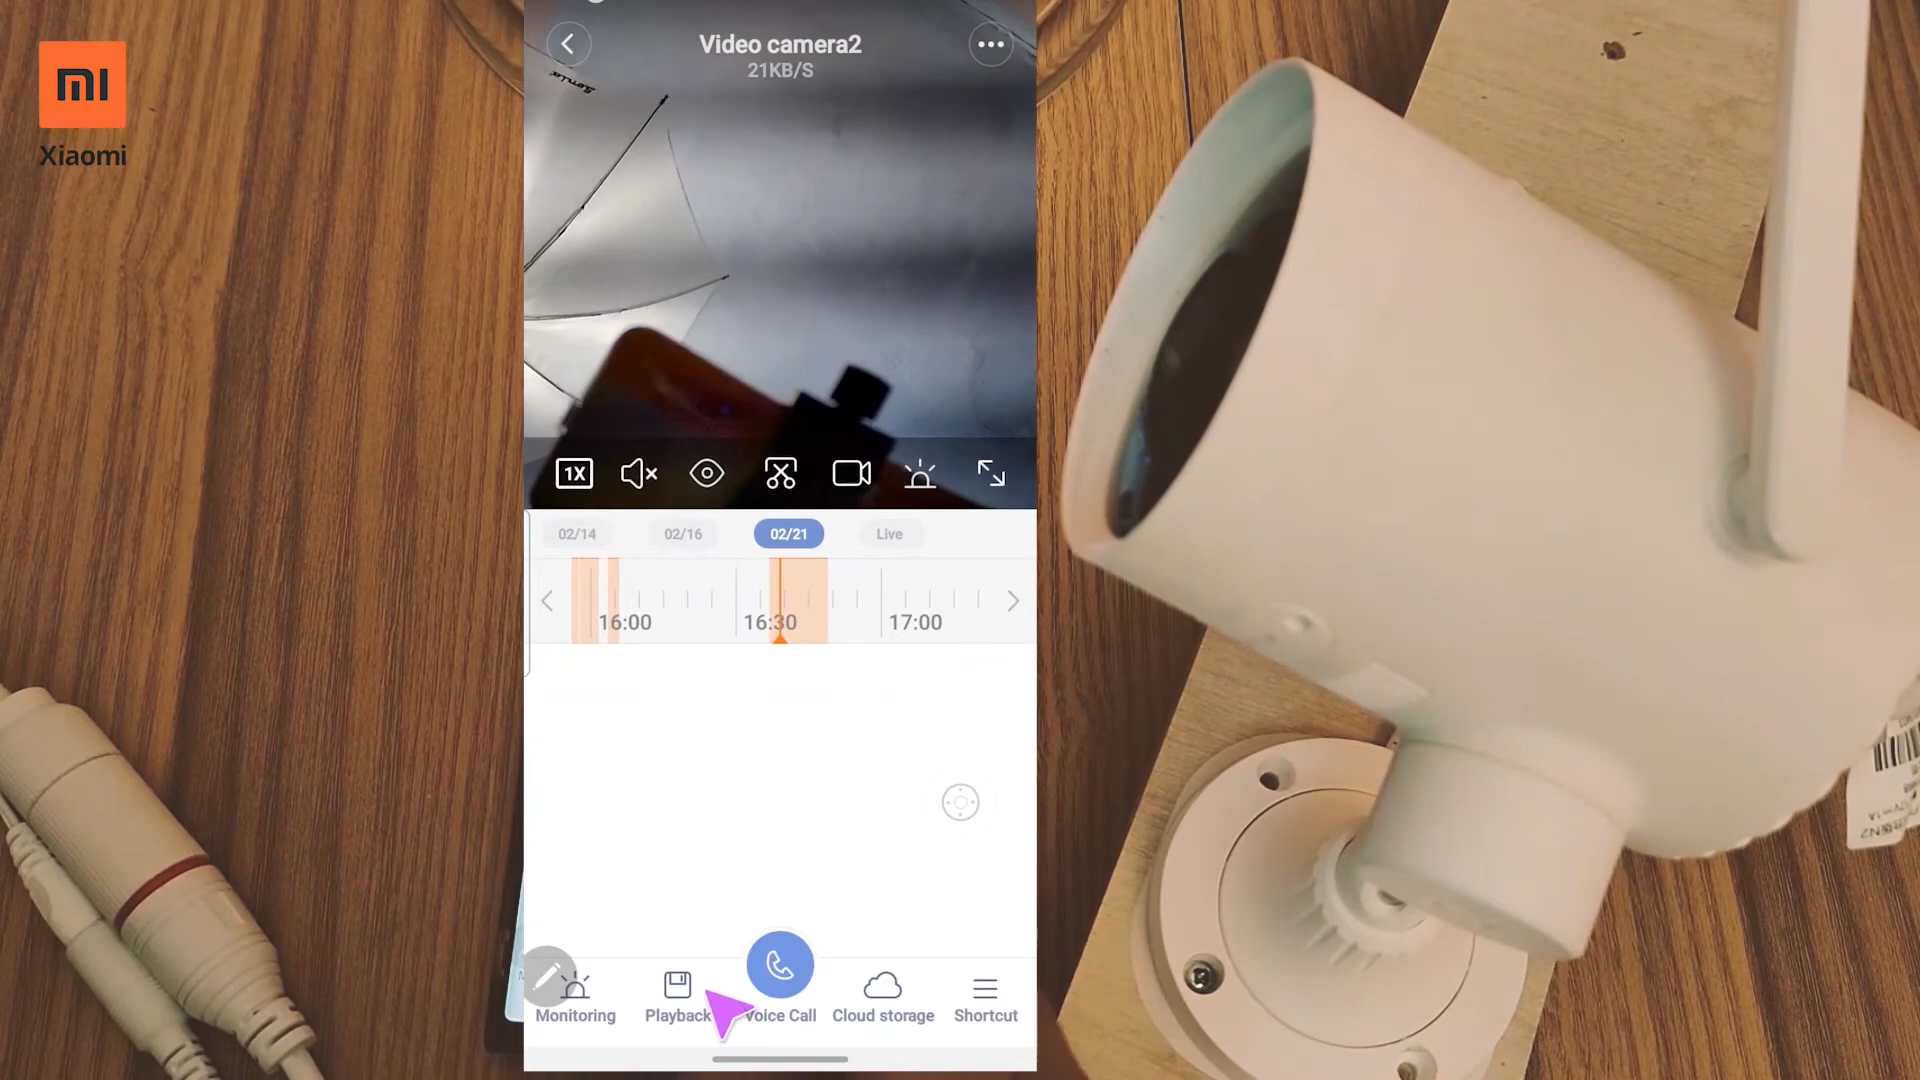 mi
Xiaomi
Video camera2
21KB/S
1X
02/14
02/16
02/21
Live
16:00
16:30
17:00
Monitoring
Playback
Voice Call
Cloud storage
Shortcut